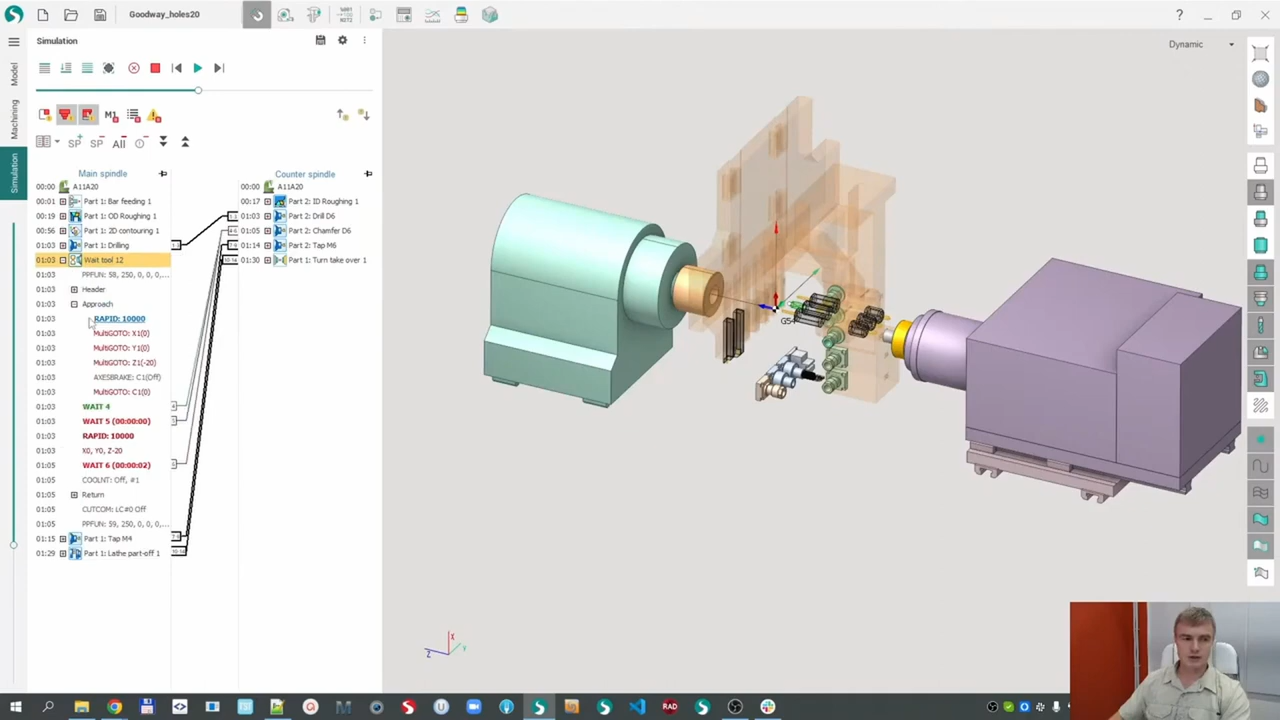 Goodway_holes20
Simulation
Dynamic
Model
Machining
Simulation
M1
SP
SP
All
Main spindle
Counter spindle
00:00 A11A20
00:00 A11A20
00:01 Part 1: Bar feeding 1
00:17 Part 2: ID Roughing 1
00:19 Part 1: OD Roughing 1
01:03 Part 2: Drill D6
00:56 Part 1: 2D contouring 1
01:05 Part 2: Chamfer D6
01:03 Part 1: Drilling
01:14 Part 2: Tap M6
01:03 Wait tool 12
01:30 Part 1: Turn take over 1
01:03 PPFUN: 58, 250, 0, 0, 0,...
01:03 Header
01:03 Approach
01:03 RAPID: 10000
01:03 MultiGOTO: X1(0)
01:03 MultiGOTO: Y1(0)
01:03 MultiGOTO: Z1(-20)
01:03 AXESBRAKE: C1(Off)
01:03 MultiGOTO: C1(0)
01:03 WAIT 4
01:03 WAIT 5 (00:00:00)
01:03 RAPID: 10000
01:03 X0, Y0, Z-20
01:05 WAIT 6 (00:00:02)
01:05 COOLNT: Off, #1
01:05 Return
01:05 CUTCOM: LC#0 Off
01:05 PPFUN: 59, 250, 0, 0, 0,...
01:15 Part 1: Tap M4
01:29 Part 1: Lathe part-off 1
G54
X
Y
Z
RAD